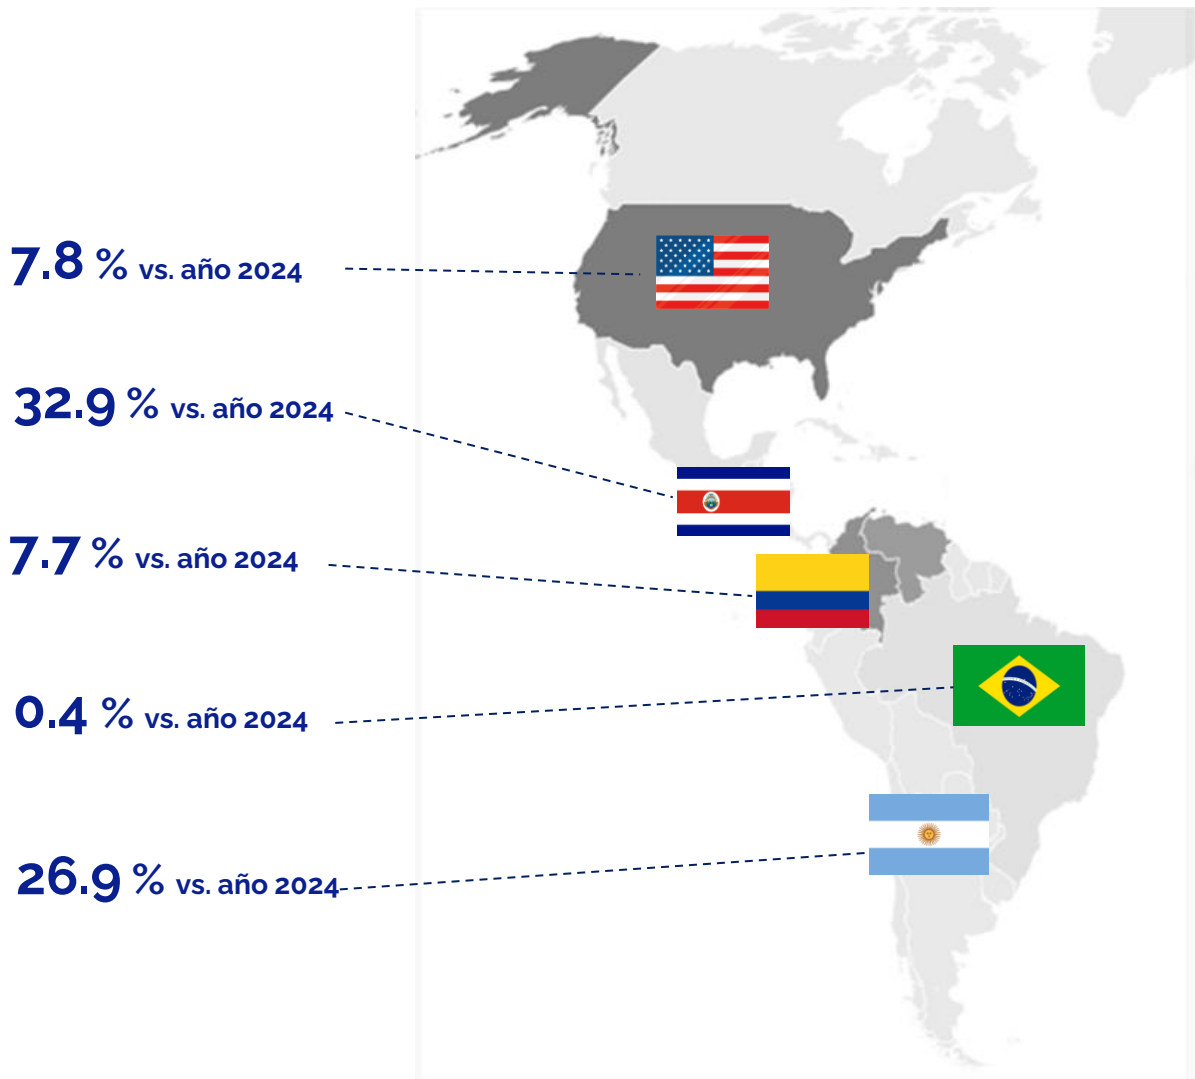 7.8 % vs. año 2024
32.9 % vs. año 2024
7.7 % vs. año 2024
0.4 % vs. año 2024
26.9 % vs. año 2024